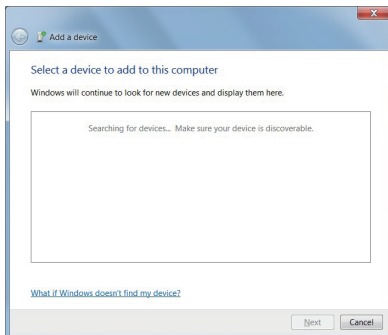 Add a device
Select a device to add to this computer
Windows will continue to look for new devices and display them here.
Searching for devices... Make sure your device is discoverable.
What if Windows doesn't find my device?
Next
Cancel